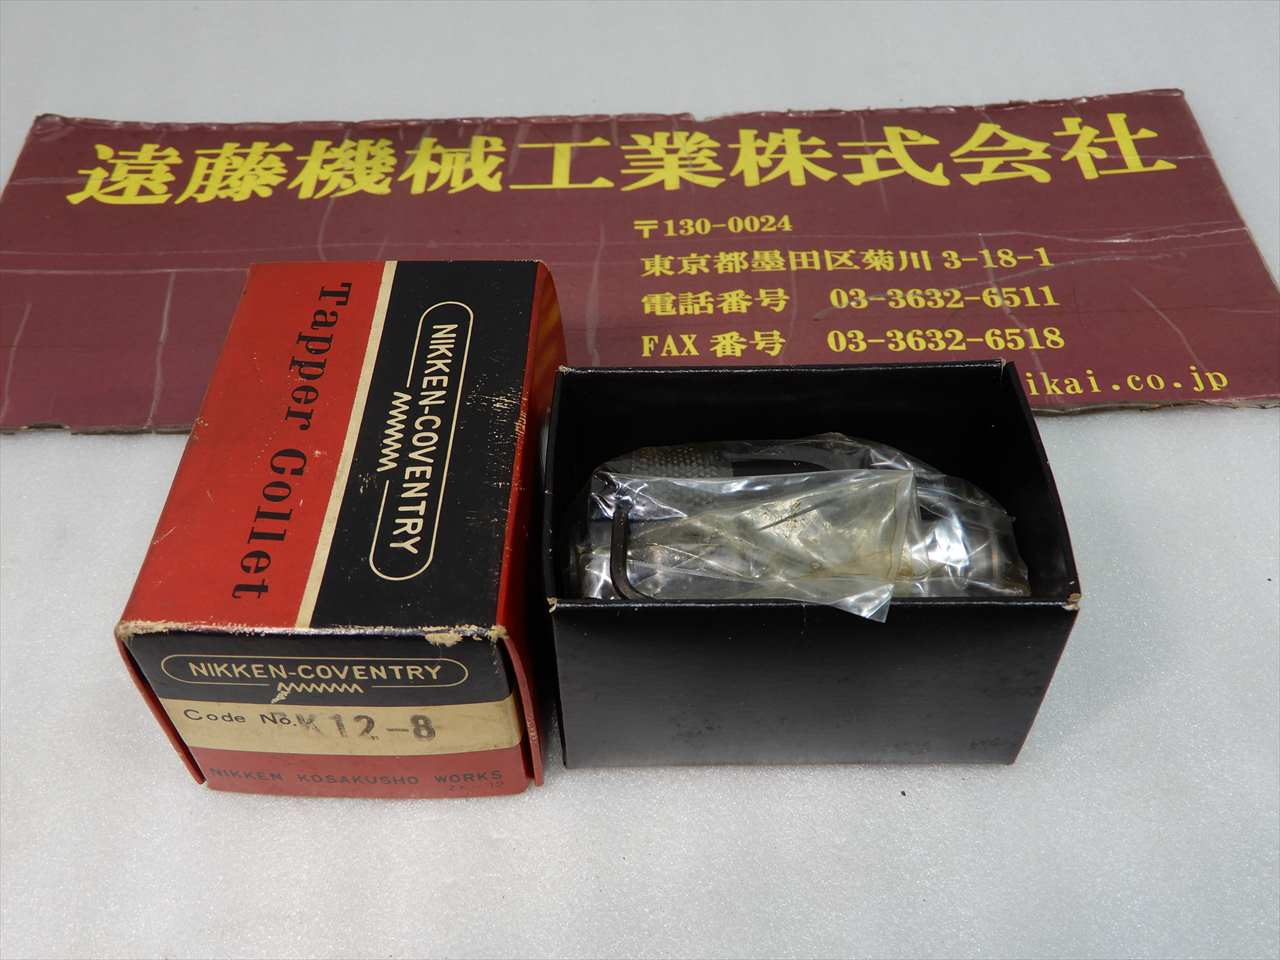 遠藤機械工業株式会社
〒130-0024
東京都墨田区菊川 3-18-1
電話番号 03-3632-6511
FAX 番号 03-3632-6518
ikai.co.jp
NIKKEN-COVENTRY
Tapper Collet
NIKKEN-COVENTRY
Code No. K12-8
NIKKEN KOSAKUSHO WORKS